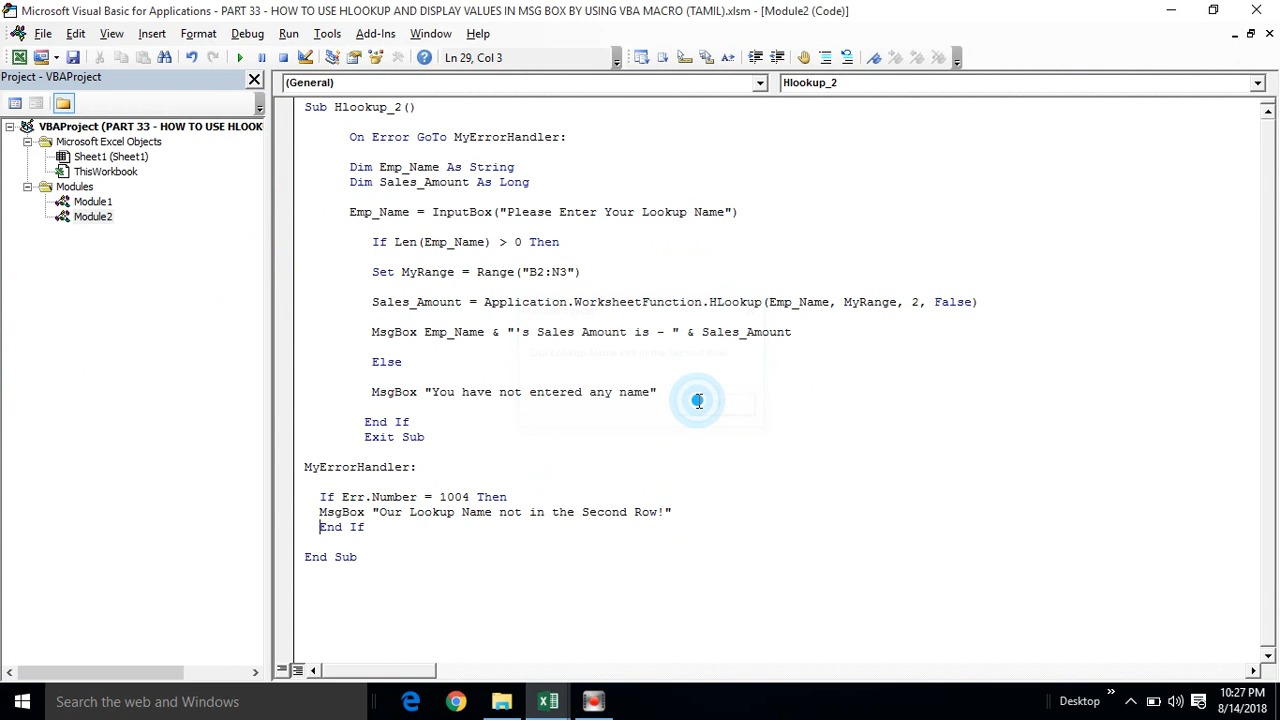 Microsoft Visual Basic for Applications - PART 33 - HOW TO USE HLOOKUP AND DISPLAY VALUES IN MSG BOX BY USING VBA MACRO (TAMIL).xlsm - [Module2 (Code)]
File Edit View Insert Format Debug Run Tools Add-Ins Window Help
Ln 29, Col 3
Project - VBAProject
(General) Hlookup_2
VBAProject (PART 33 - HOW TO USE HLOOK
Microsoft Excel Objects
Sheet1 (Sheet1)
ThisWorkbook
Modules
Module1
Module2
Sub Hlookup_2()
On Error GoTo MyErrorHandler:
Dim Emp_Name As String
Dim Sales_Amount As Long
Emp_Name = InputBox("Please Enter Your Lookup Name")
If Len(Emp_Name) > 0 Then
Set MyRange = Range("B2:N3")
Sales_Amount = Application.WorksheetFunction.HLookup(Emp_Name, MyRange, 2, False)
MsgBox Emp_Name & "'s Sales Amount is - " & Sales_Amount
Else
MsgBox "You have not entered any name"
End If
Exit Sub
MyErrorHandler:
If Err.Number = 1004 Then
MsgBox "Our Lookup Name not in the Second Row!"
End If
End Sub
Search the web and Windows
Desktop
10:27 PM
8/14/2018